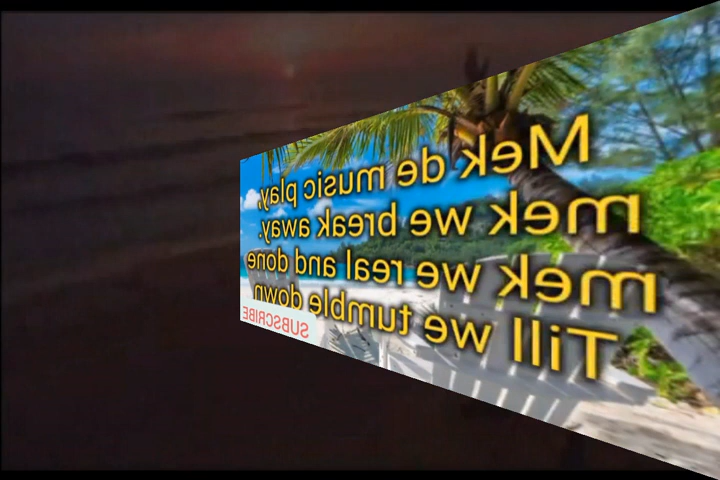 Mek de music play,
mek we break away.
mek we real and done
Till we tumble down
SUBSCRIBE